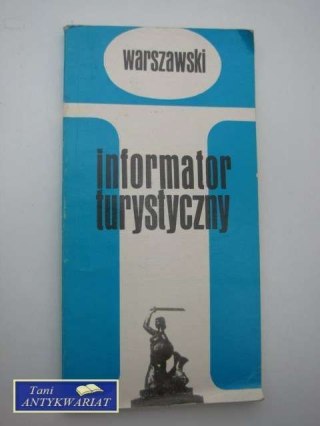 warszawski
informator
turystyczny
Tani
ANTYKWARIAT